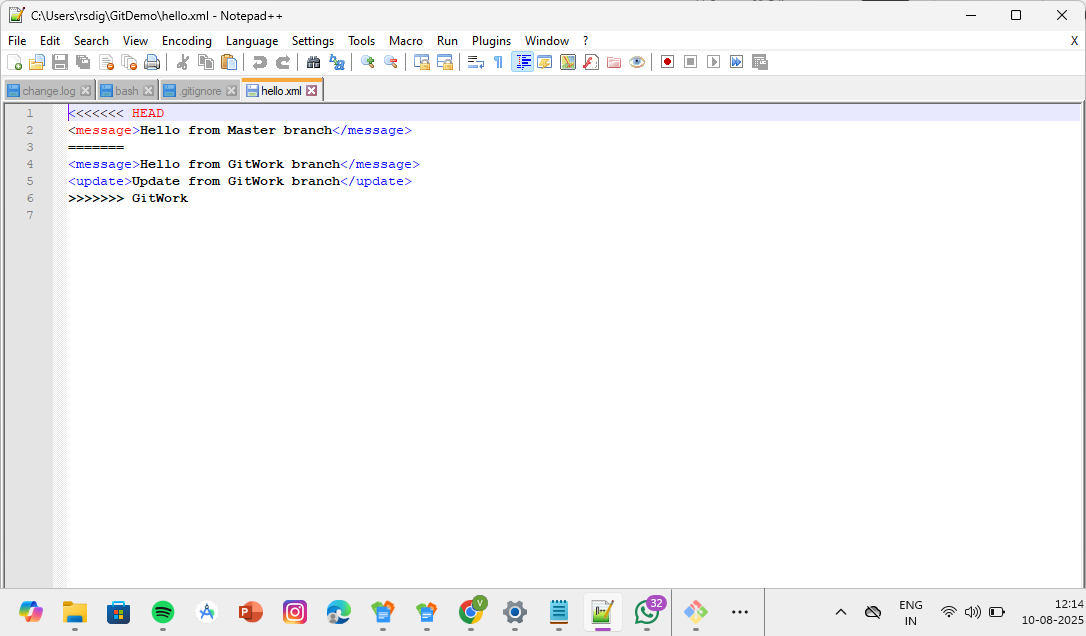 C:\Users\rsdig\GitDemo\hello.xml - Notepad++
File Edit Search View Encoding Language Settings Tools Macro Run Plugins Window ? X
change.log bash gitignore hello.xml
1 <<<<<<< HEAD
2 <message>Hello from Master branch</message>
3 =======
4 <message>Hello from GitWork branch</message>
5 <update>Update from GitWork branch</update>
6 >>>>>>> GitWork
7
V
32
ENG
IN
12:14
10-08-2025